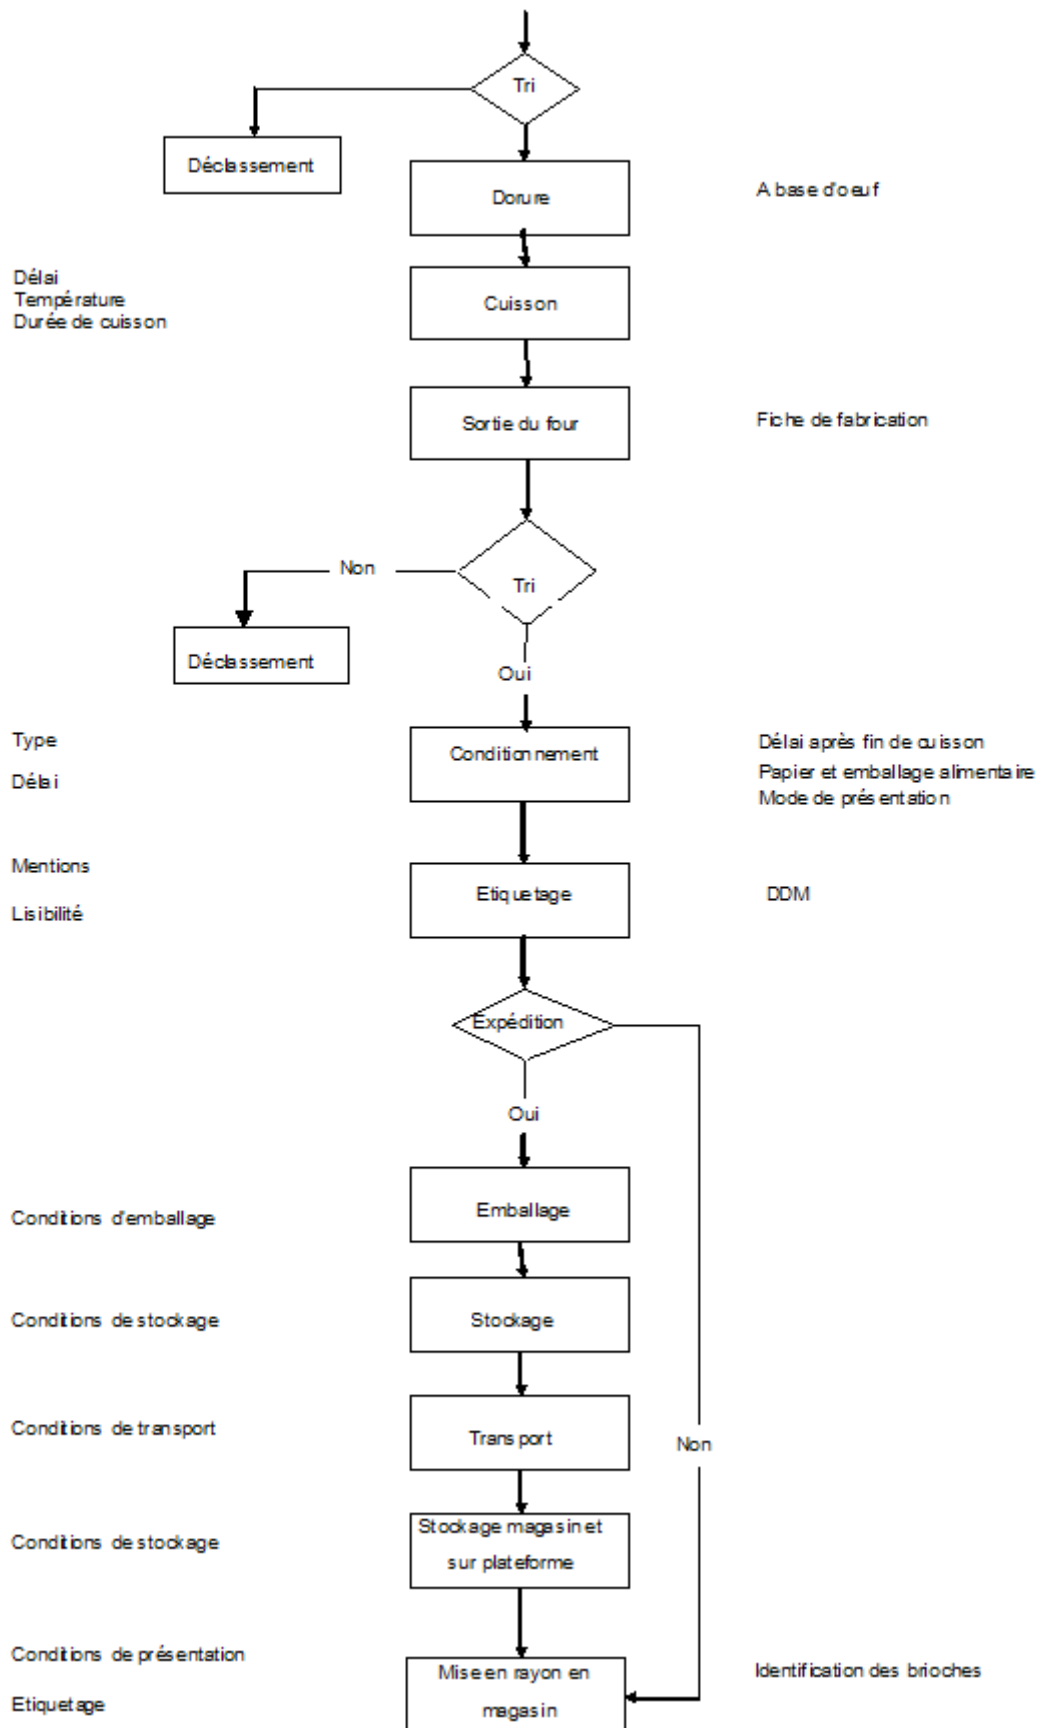 Tri
Déclassement
Dorure
A base d'oeuf
Délai
Température
Durée de cuisson
Cuisson
Sortie du four
Fiche de fabrication
Non
Tri
Déclassement
Oui
Type
Délai
Conditionnement
Délai après fin de cuisson
Papier et emballage alimentaire
Mode de présentation
Mentions
Lisibilité
Etiquetage
DDM
Expédition
Oui
Conditions d'emballage
Emballage
Conditions de stockage
Stockage
Conditions de transport
Transport
Non
Conditions de stockage
Stockage magasin et
sur plateforme
Conditions de présentation
Etiquetage
Mise en rayon en
magasin
Identification des brioches